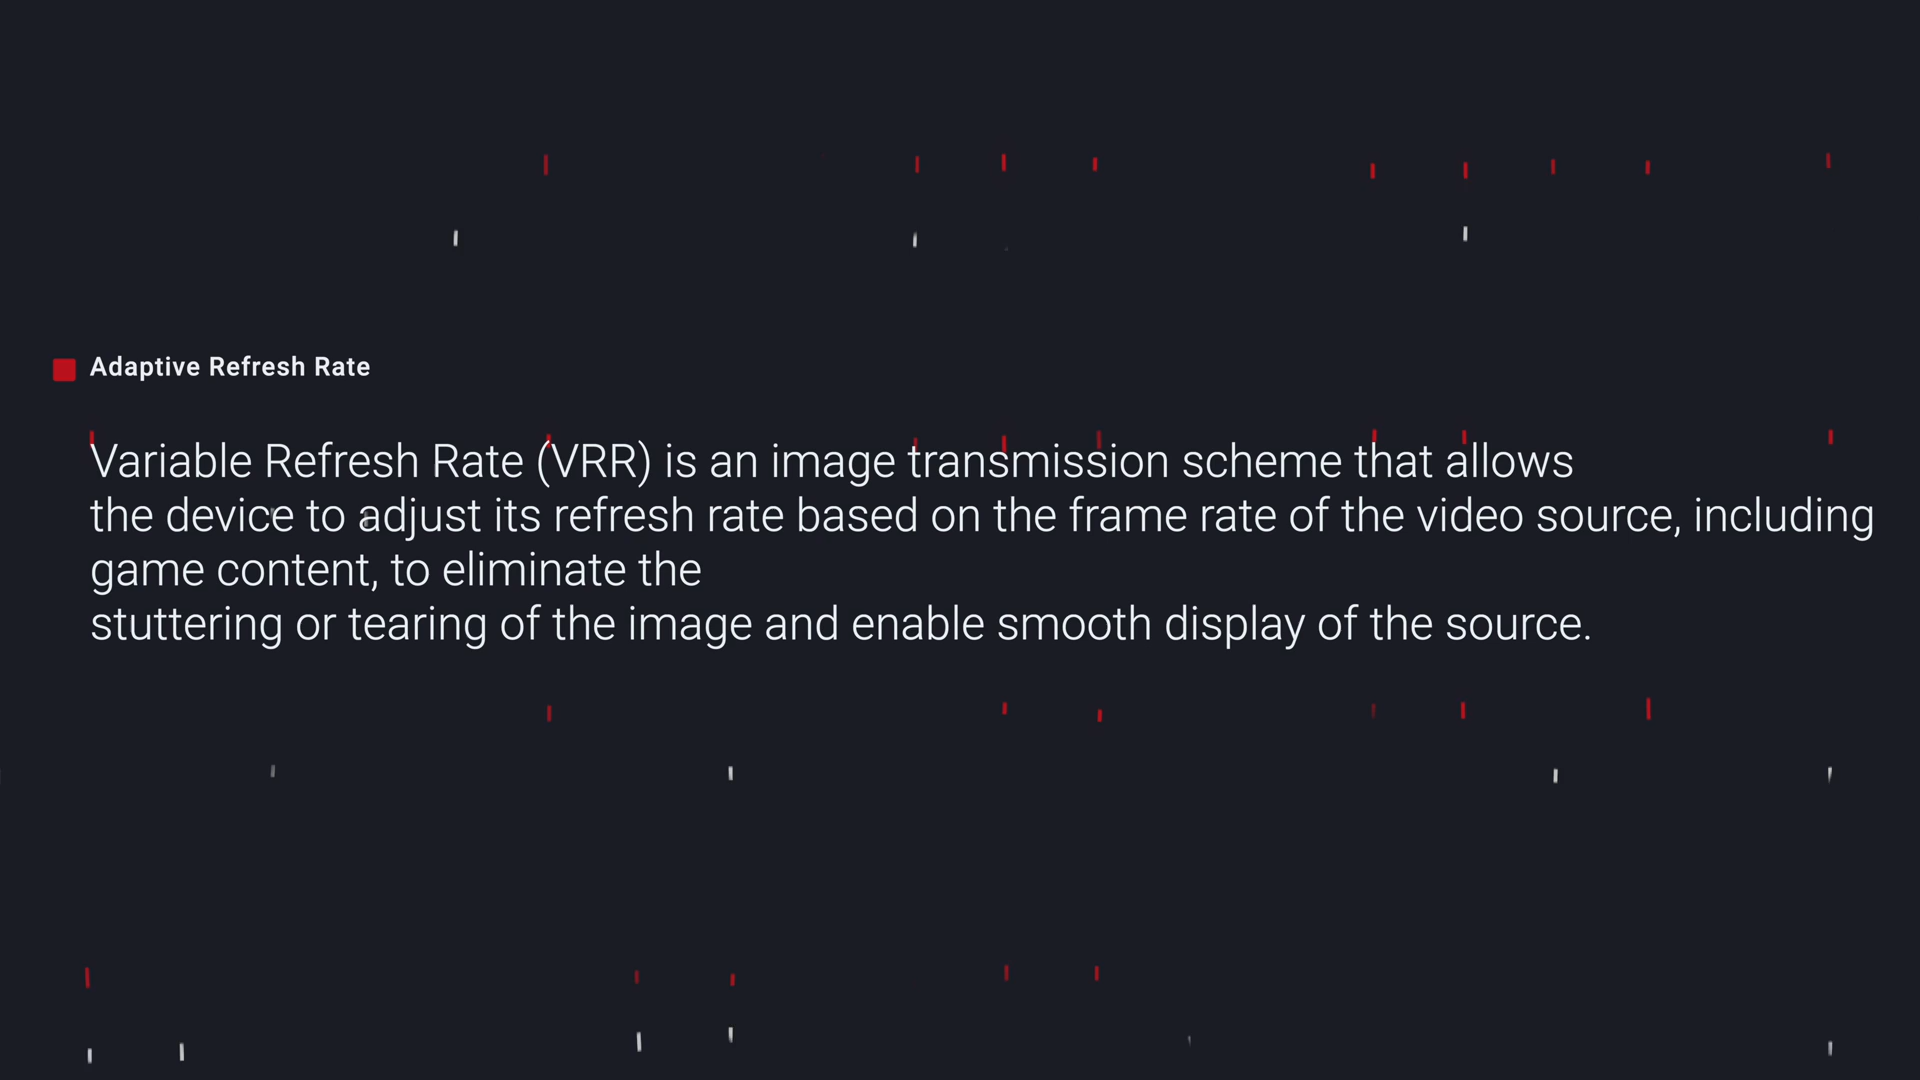 Adaptive Refresh Rate
Variable Refresh Rate (VRR) is an image transmission scheme that allows
the device to adjust its refresh rate based on the frame rate of the video source, including
game content, to eliminate the
stuttering or tearing of the image and enable smooth display of the source.